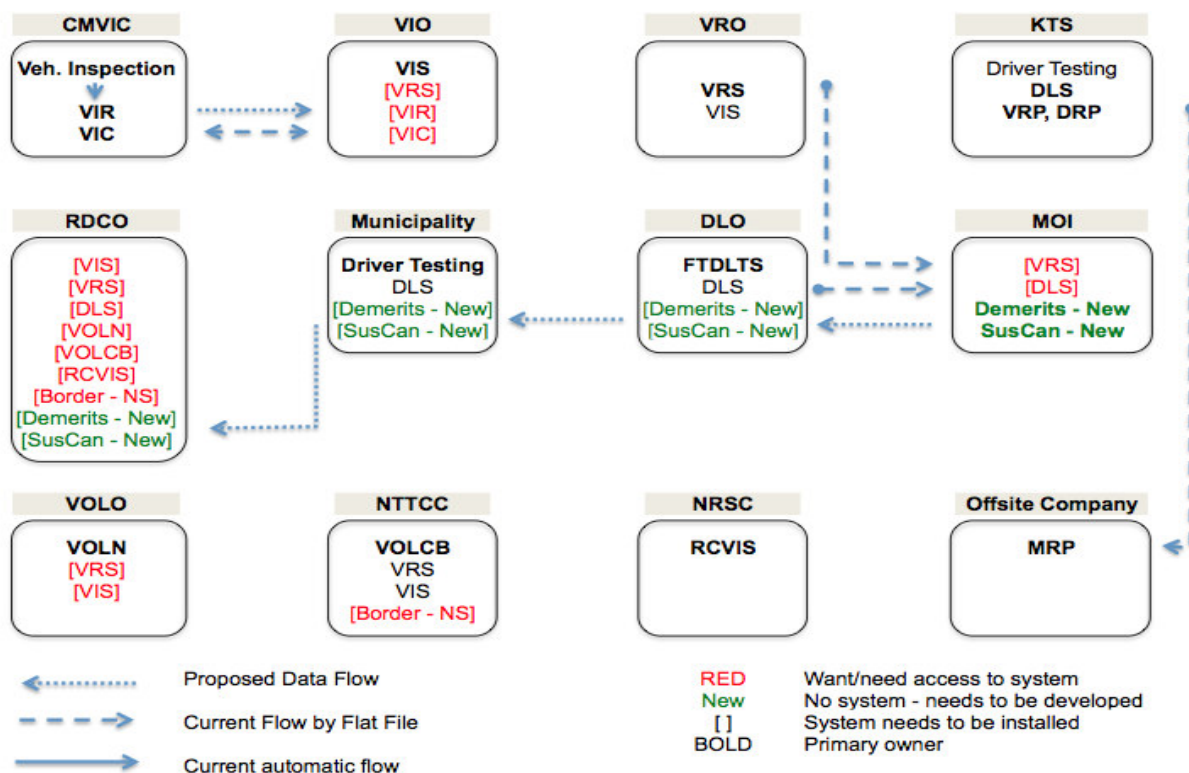 CMVIC
Veh. Inspection
VIR
VIC
VIO
VIS
[VRS]
[VIR]
[VIC]
VRO
VRS
VIS
KTS
Driver Testing
DLS
VRP, DRP
RDCO
[VIS]
[VRS]
[DLS]
[VOLN]
[VOLCB]
[RCVIS]
[Border - NS]
[Demerits - New]
[SusCan - New]
Municipality
Driver Testing
DLS
[Demerits - New]
[SusCan - New]
DLO
FTDLTS
DLS
[Demerits - New]
[SusCan - New]
MOI
[VRS]
[DLS]
Demerits - New
SusCan - New
VOLO
VOLN
[VRS]
[VIS]
NTTCC
VOLCB
VRS
VIS
[Border - NS]
NRSC
RCVIS
Offsite Company
MRP
Proposed Data Flow
Current Flow by Flat File
Current automatic flow
RED Want/need access to system
New No system - needs to be developed
[ ] System needs to be installed
BOLD Primary owner